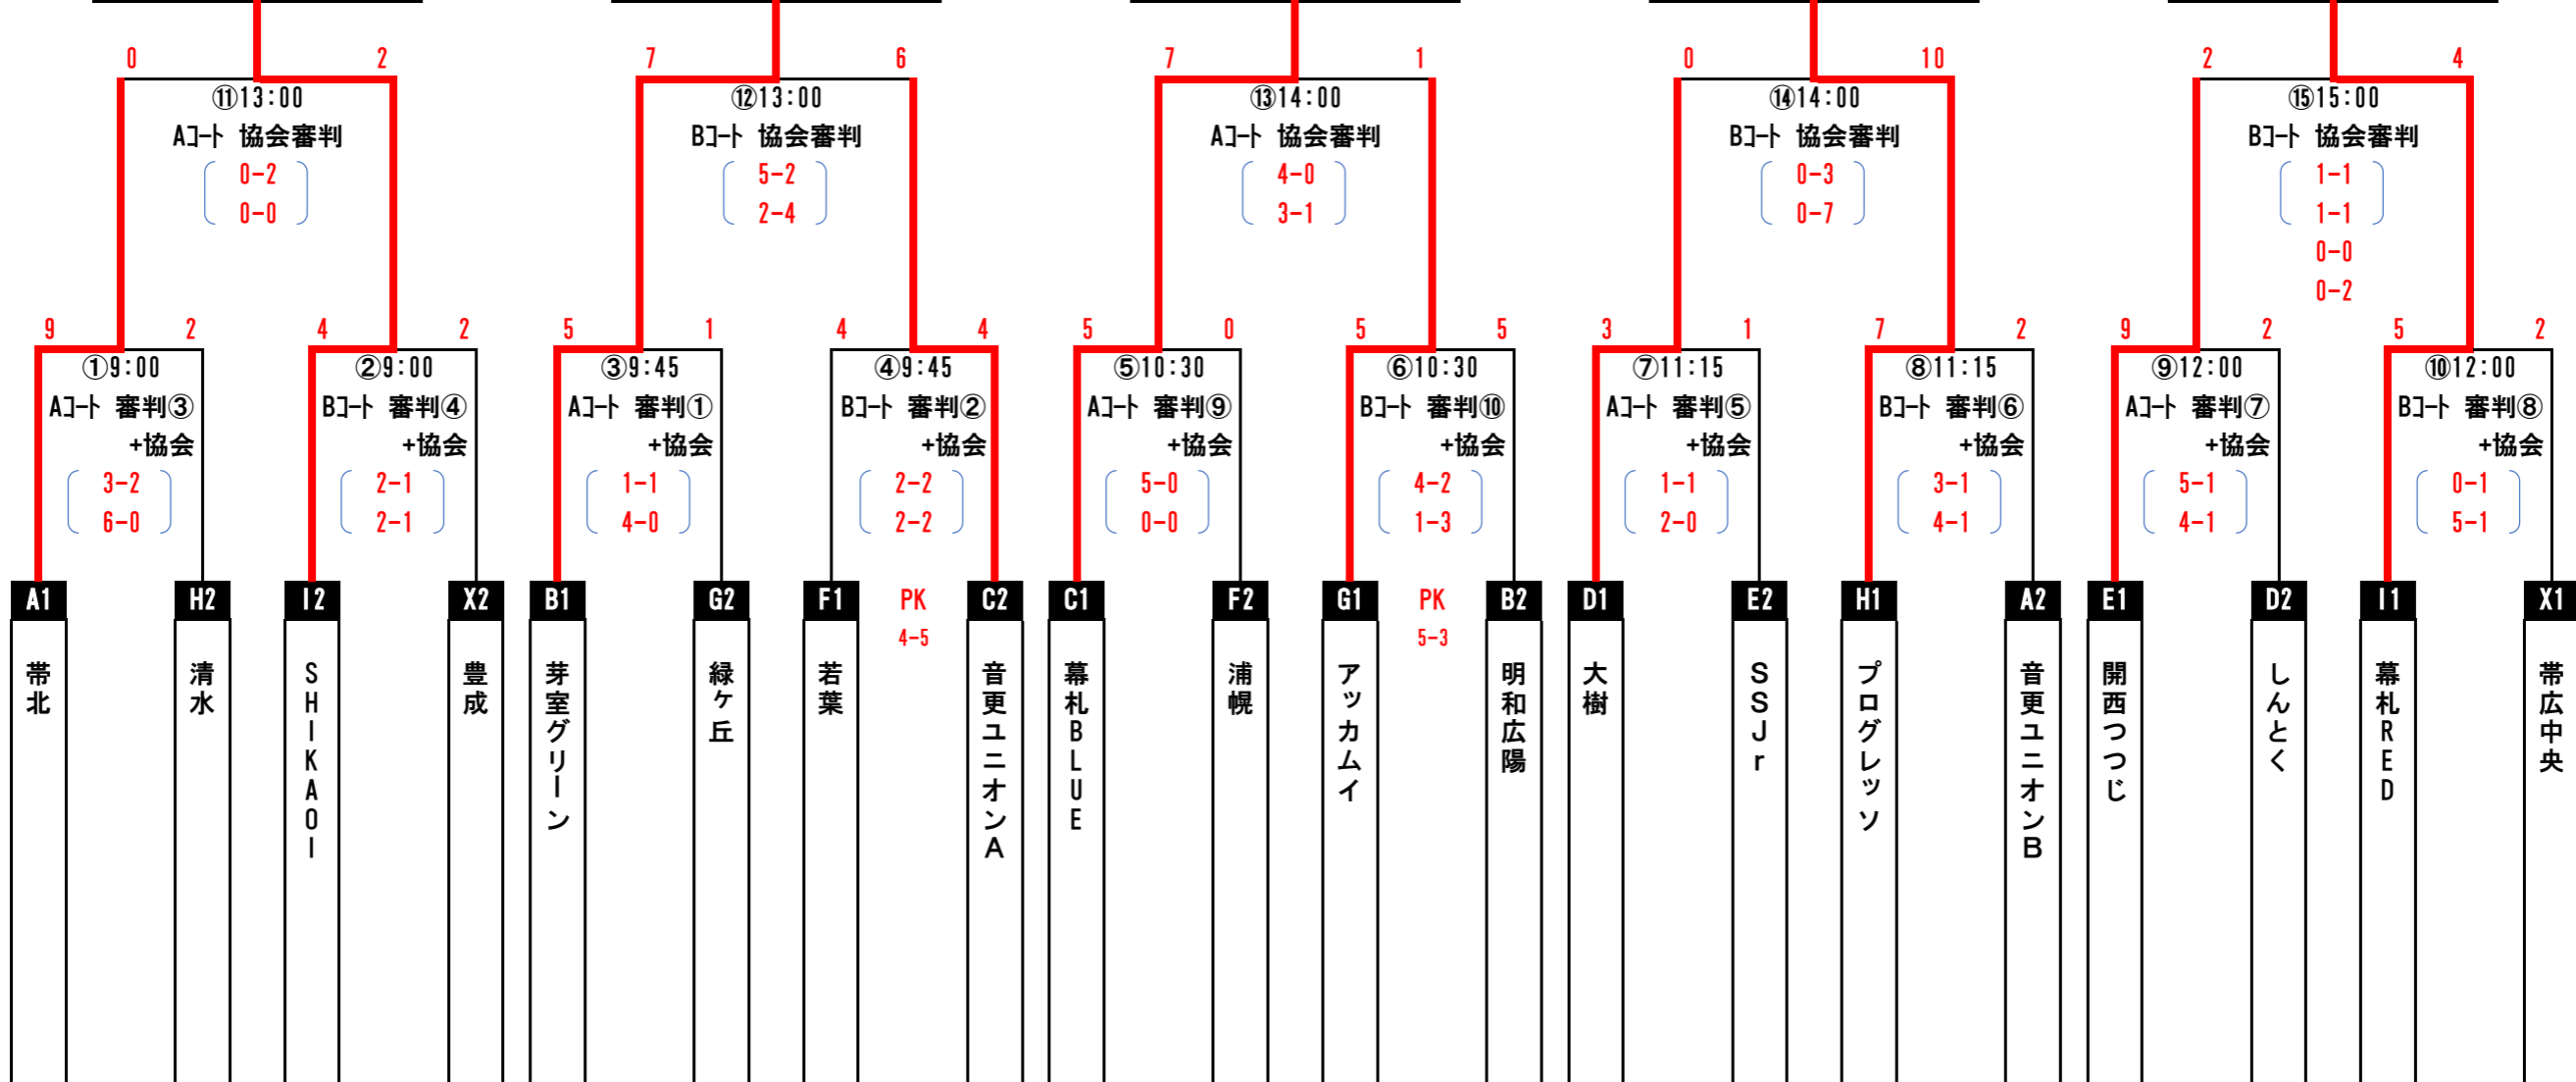 0 2 7 6 7 1 0 10 2 4
⑪13:00 ⑫13:00 ⑬14:00 ⑭14:00 ⑮15:00
Aｺｰﾄ 協会審判 Bｺｰﾄ 協会審判 Aｺｰﾄ 協会審判 Bｺｰﾄ 協会審判 Bｺｰﾄ 協会審判
0-2 5-2 4-0 0-3 1-1
0-0 2-4 3-1 0-7 1-1
0-0
0-2
9 2 4 2 5 1 4 4 5 0 5 5 3 1 7 2 9 2 5 2
①9:00 ②9:00 ③9:45 ④9:45 ⑤10:30 ⑥10:30 ⑦11:15 ⑧11:15 ⑨12:00 ⑩12:00
Aｺｰﾄ 審判③ Bｺｰﾄ 審判④ Aｺｰﾄ 審判① Bｺｰﾄ 審判② Aｺｰﾄ 審判⑨ Bｺｰﾄ 審判⑩ Aｺｰﾄ 審判⑤ Bｺｰﾄ 審判⑥ Aｺｰﾄ 審判⑦ Bｺｰﾄ 審判⑧
+協会 +協会 +協会 +協会 +協会 +協会 +協会 +協会 +協会 +協会
3-2 2-1 1-1 2-2 5-0 4-2 1-1 3-1 5-1 0-1
6-0 2-1 4-0 2-2 0-0 1-3 2-0 4-1 4-1 5-1
A1 H2 I2 X2 B1 G2 F1 PK C2 C1 F2 G1 PK B2 D1 E2 H1 A2 E1 D2 I1 X1
4-5 5-3
帯北
清水
SHIKAOI
豊成
芽室グリーン
緑ケ丘
若葉
音更ユニオンA
幕札BLUE
浦幌
アッカムイ
明和広陽
大樹
SSJr
プログレッソ
音更ユニオンB
開西つつじ
しんとく
幕札RED
帯広中央